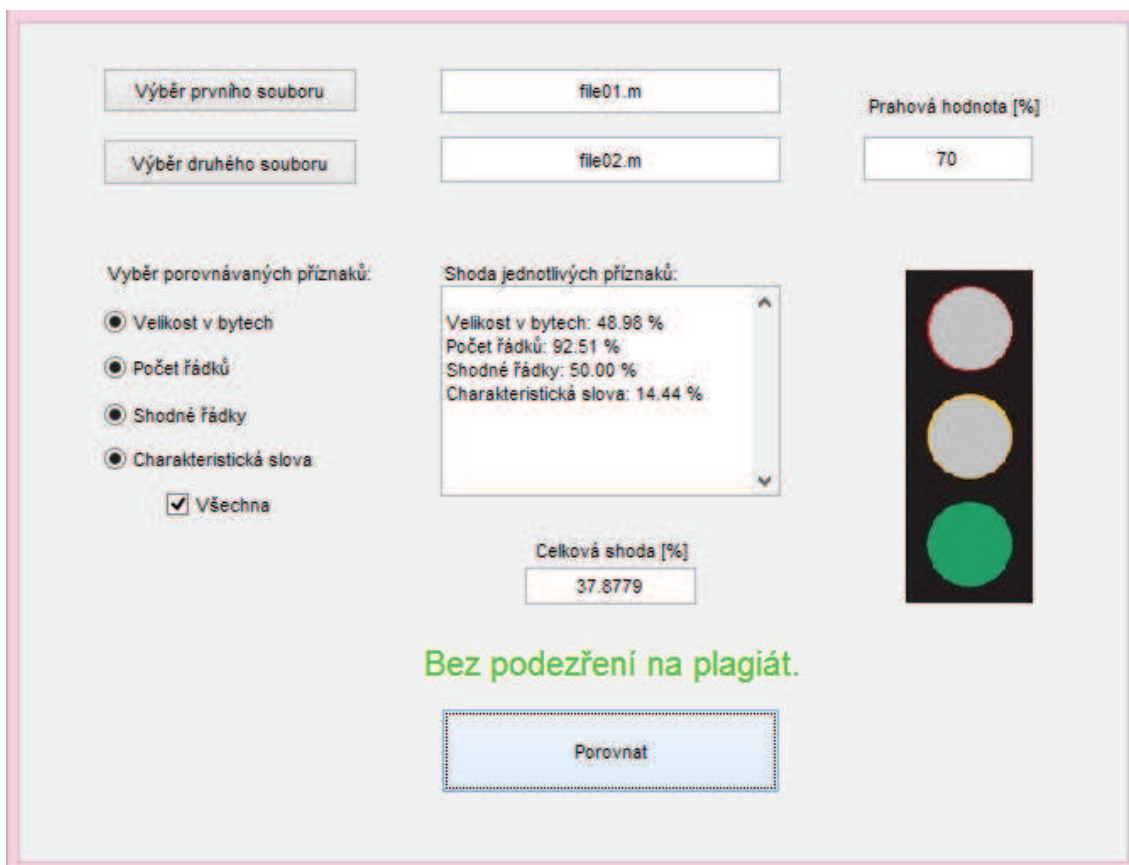 Výběr prvního souboru
file01.m
Prahová hodnota [%]
Výběr druhého souboru
file02.m
70
Vyběr porovnávaných příznaků:
Velikost v bytech
Počet řádků
Shodné řádky
Charakteristická slova
Všechna
Shoda jednotlivých příznaků:
Velikost v bytech: 48.98 %
Počet řádků: 92.51 %
Shodné řádky: 50.00 %
Charakteristická slova: 14.44 %
Celková shoda [%]
37.8779
Bez podezření na plagiát.
Porovnat